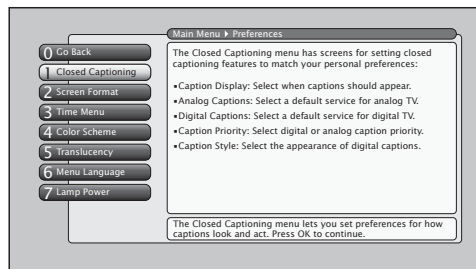 Main Menu ▸ Preferences
0 Go Back
1 Closed Captioning
2 Screen Format
3 Time Menu
4 Color Scheme
5 Translucency
6 Menu Language
7 Lamp Power
The Closed Captioning menu has screens for setting closed
captioning features to match your personal preferences:
▪Caption Display: Select when captions should appear.
▪Analog Captions: Select a default service for analog TV.
▪Digital Captions: Select a default service for digital TV.
▪Caption Priority: Select digital or analog caption priority.
▪Caption Style: Select the appearance of digital captions.
The Closed Captioning menu lets you set preferences for how
captions look and act. Press OK to continue.